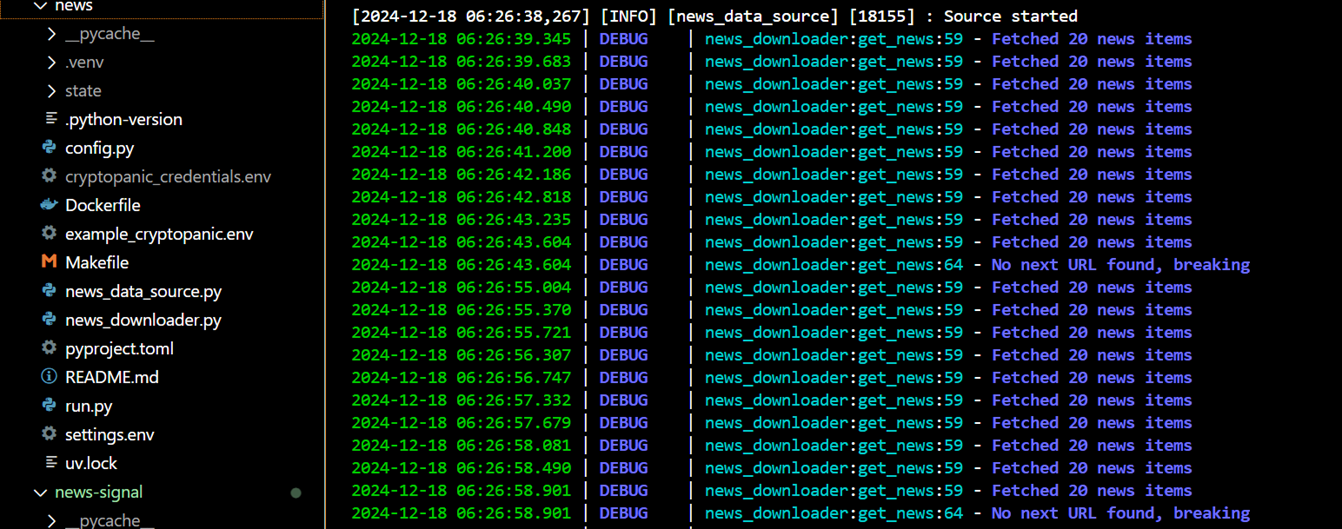 news
__pycache__
.venv
state
.python-version
config.py
cryptopanic_credentials.env
Dockerfile
example_cryptopanic.env
Makefile
news_data_source.py
news_downloader.py
pyproject.toml
README.md
run.py
settings.env
uv.lock
news-signal
__pycache__
[2024-12-18 06:26:38,267] [INFO] [news_data_source] [18155] : Source started
2024-12-18 06:26:39.345 | DEBUG    | news_downloader:get_news:59 - Fetched 20 news items
2024-12-18 06:26:39.683 | DEBUG    | news_downloader:get_news:59 - Fetched 20 news items
2024-12-18 06:26:40.037 | DEBUG    | news_downloader:get_news:59 - Fetched 20 news items
2024-12-18 06:26:40.490 | DEBUG    | news_downloader:get_news:59 - Fetched 20 news items
2024-12-18 06:26:40.848 | DEBUG    | news_downloader:get_news:59 - Fetched 20 news items
2024-12-18 06:26:41.200 | DEBUG    | news_downloader:get_news:59 - Fetched 20 news items
2024-12-18 06:26:42.186 | DEBUG    | news_downloader:get_news:59 - Fetched 20 news items
2024-12-18 06:26:42.818 | DEBUG    | news_downloader:get_news:59 - Fetched 20 news items
2024-12-18 06:26:43.235 | DEBUG    | news_downloader:get_news:59 - Fetched 20 news items
2024-12-18 06:26:43.604 | DEBUG    | news_downloader:get_news:59 - Fetched 20 news items
2024-12-18 06:26:43.604 | DEBUG    | news_downloader:get_news:64 - No next URL found, breaking
2024-12-18 06:26:55.004 | DEBUG    | news_downloader:get_news:59 - Fetched 20 news items
2024-12-18 06:26:55.370 | DEBUG    | news_downloader:get_news:59 - Fetched 20 news items
2024-12-18 06:26:55.721 | DEBUG    | news_downloader:get_news:59 - Fetched 20 news items
2024-12-18 06:26:56.307 | DEBUG    | news_downloader:get_news:59 - Fetched 20 news items
2024-12-18 06:26:56.747 | DEBUG    | news_downloader:get_news:59 - Fetched 20 news items
2024-12-18 06:26:57.332 | DEBUG    | news_downloader:get_news:59 - Fetched 20 news items
2024-12-18 06:26:57.679 | DEBUG    | news_downloader:get_news:59 - Fetched 20 news items
2024-12-18 06:26:58.081 | DEBUG    | news_downloader:get_news:59 - Fetched 20 news items
2024-12-18 06:26:58.490 | DEBUG    | news_downloader:get_news:59 - Fetched 20 news items
2024-12-18 06:26:58.901 | DEBUG    | news_downloader:get_news:59 - Fetched 20 news items
2024-12-18 06:26:58.901 | DEBUG    | news_downloader:get_news:64 - No next URL found, breaking